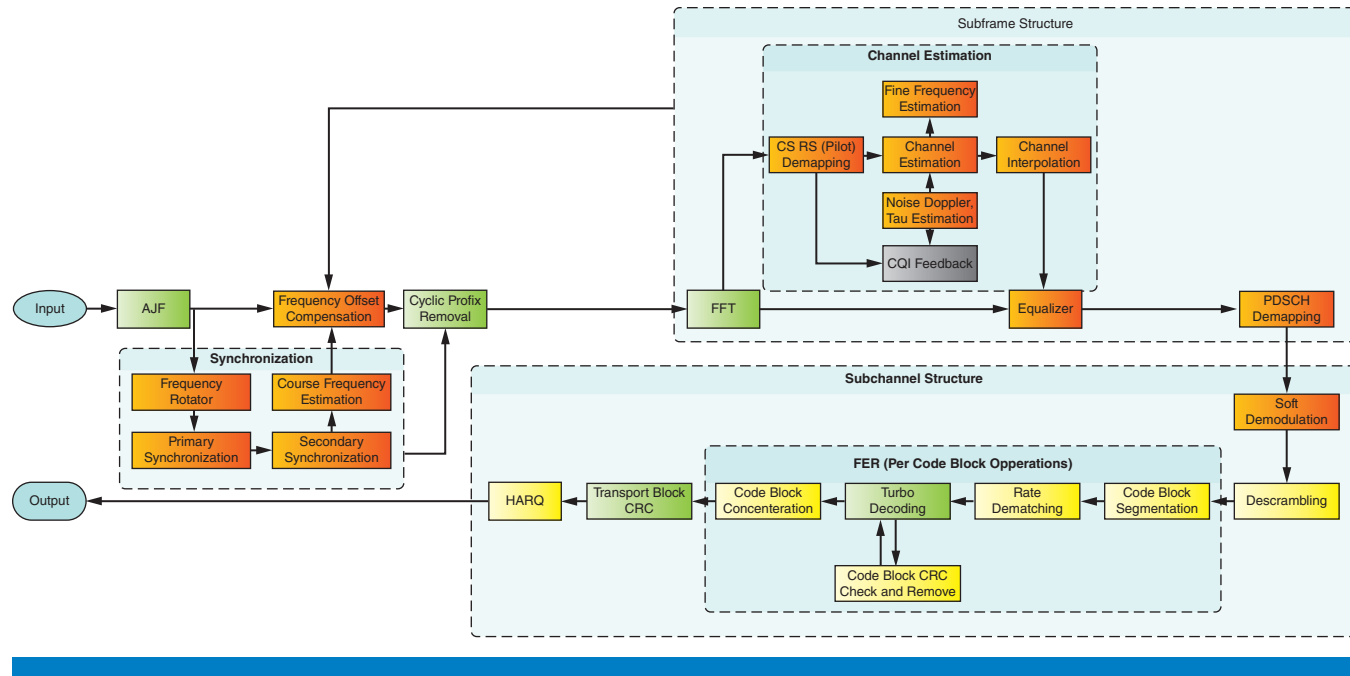 Subframe Structure
Channel Estimation
Fine Frequency
Estimation
CS RS (Pilot)
Demapping
Channel
Estimation
Channel
Interpolation
Noise Doppler,
Tau Estimation
CQI Feedback
Input
AJF
Frequency Offset
Compensation
Cyclic Profix
Removal
FFT
Equalizer
PDSCH
Demapping
Synchronization
Frequency
Rotator
Course Frequency
Estimation
Primary
Synchronization
Secondary
Synchronization
Subchannel Structure
Soft
Demodulation
FER (Per Code Block Opperations)
Output
HARQ
Transport Block
CRC
Code Block
Concenteration
Turbo
Decoding
Rate
Dematching
Code Block
Segmentation
Descrambling
Code Block CRC
Check and Remove